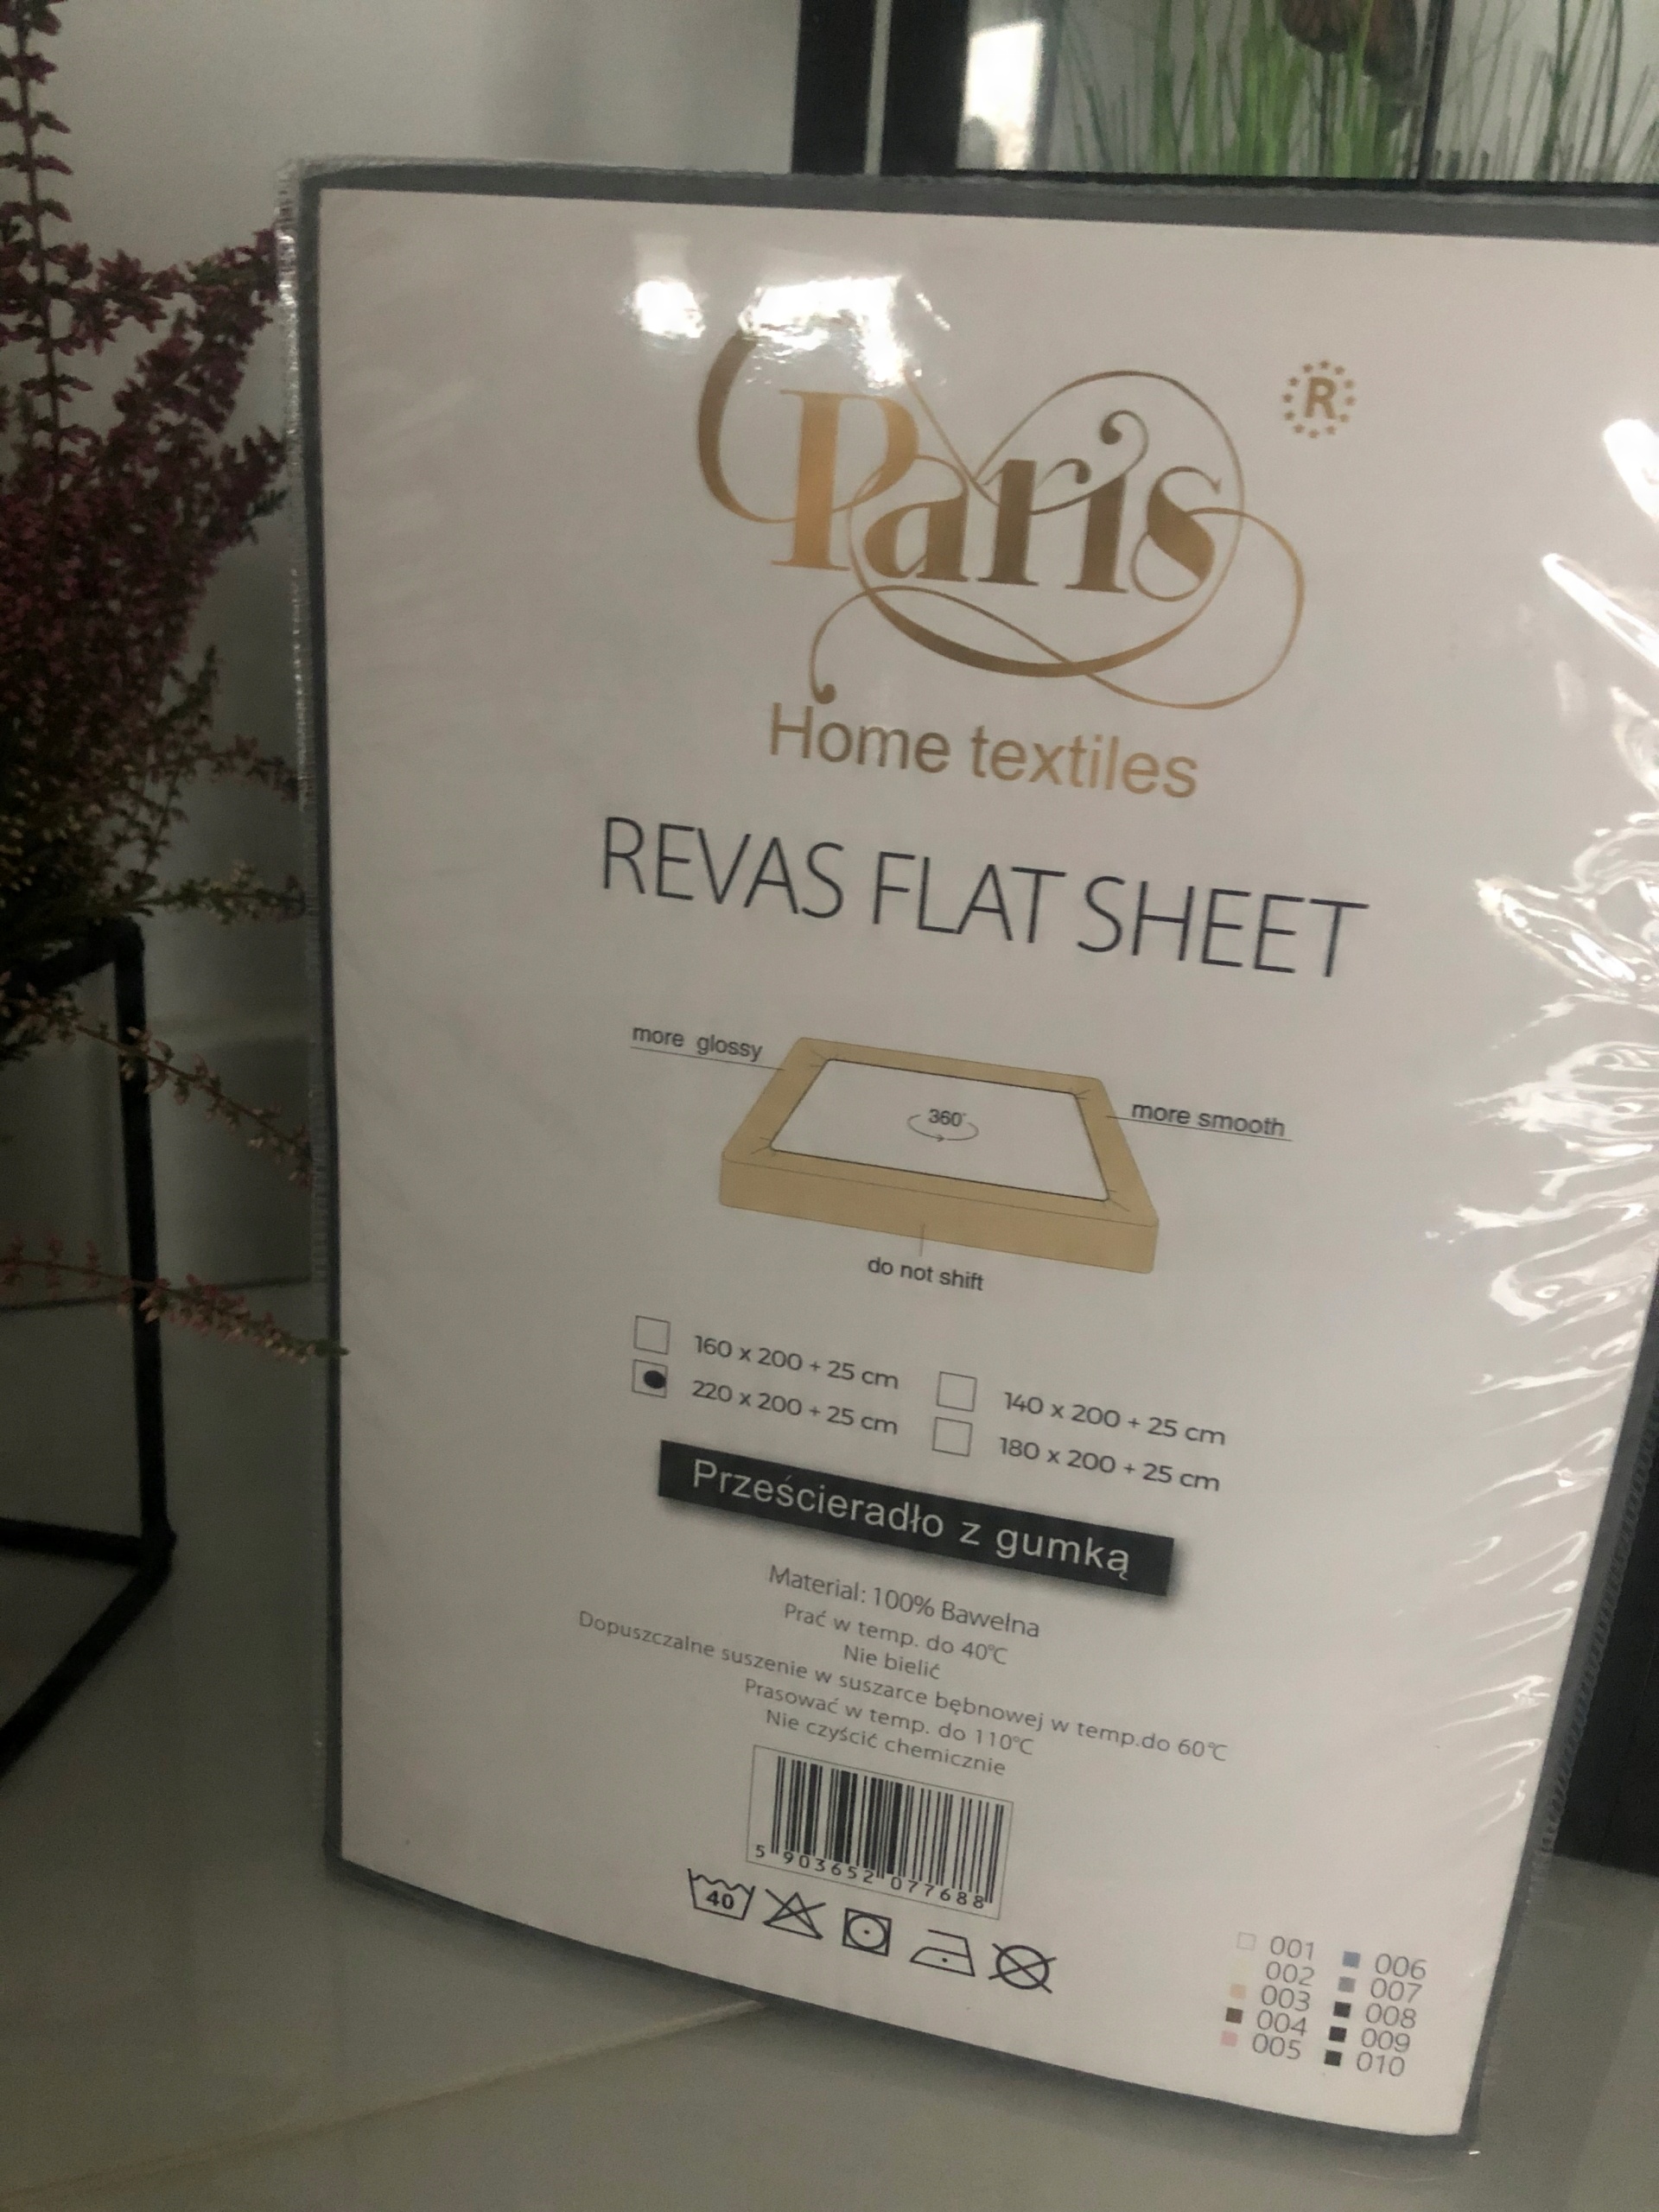 Paris
R
Home textiles
REVAS FLAT SHEET
more glossy
360°
more smooth
do not shift
160 x 200 + 25 cm
220 x 200 + 25 cm
140 x 200 + 25 cm
180 x 200 + 25 cm
Prześcieradło z gumką
Material: 100% Bawełna
Prać w temp. do 40°C
Nie bielić
Dopuszczalne suszenie w suszarce bębnowej w temp.do 60°C
Prasować w temp. do 110°C
Nie czyścić chemicznie
5 903652 077688
40
001
002
003
004
005
006
007
008
009
010